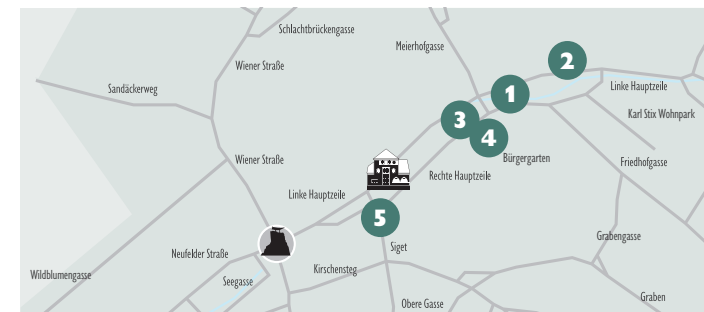 Schlachtbrückengasse
Meierhofgasse
Wiener Straße
2
Sandäckerweg
1
Linke Hauptzeile
Karl Stix Wohnpark
3
4
Wiener Straße
Bürgergarten
Friedhofgasse
Rechte Hauptzeile
Linke Hauptzeile
5
Grabengasse
Siget
Neufelder Straße
Kirschensteg
Wildblumengasse
Seegasse
Obere Gasse
Graben